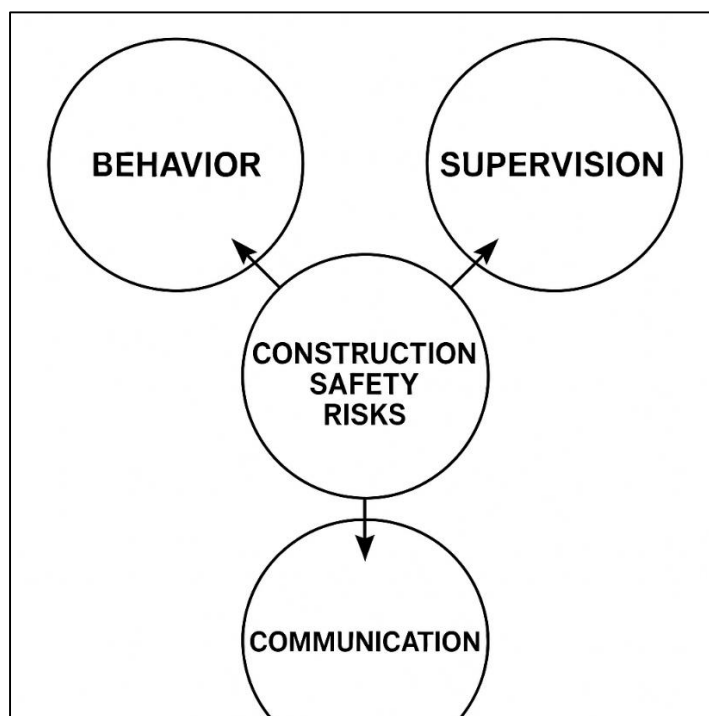 BEHAVIOR
SUPERVISION
CONSTRUCTION
SAFETY
RISKS
COMMUNICATION